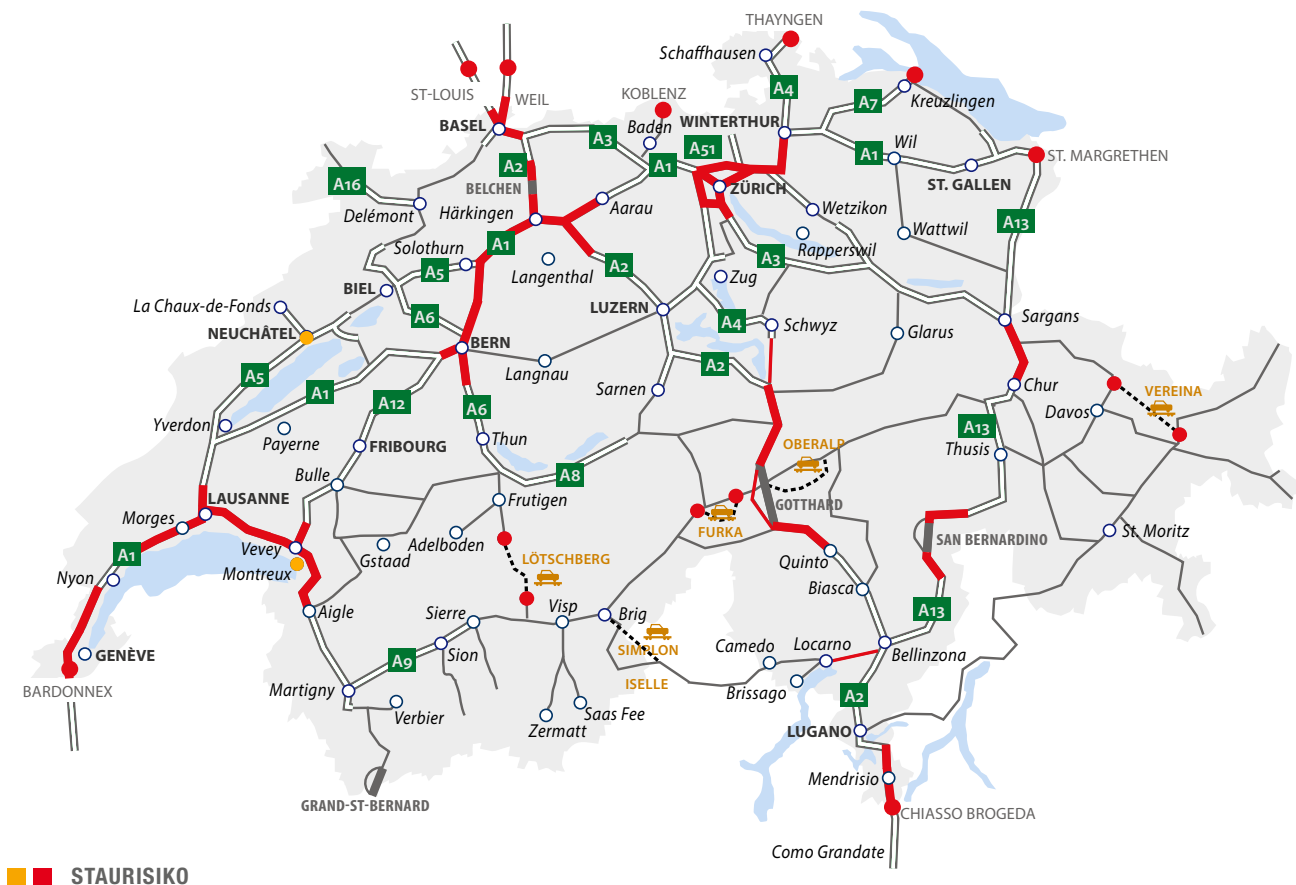 THAYNGEN
Schaffhausen
A4
ST-LOUIS
WEIL
KOBLENZ
A7
Kreuzlingen
BASEL
Baden
WINTERTHUR
A3
A51
A2
A1
A1
Wil
ST. MARGRETHEN
BELCHEN
ST. GALLEN
A16
ZÜRICH
Delémont
Härkingen
Aarau
Wetzikon
A13
Solothurn
A1
Rapperswil
Wattwil
A5
Langenthal
A2
A3
Zug
BIEL
La Chaux-de-Fonds
LUZERN
A6
A4
Schwyz
Sargans
NEUCHÂTEL
BERN
Glarus
A5
Langnau
A2
A1
Sarnen
Chur
VEREINA
A12
A6
Davos
Yverdon
Payerne
A13
FRIBOURG
Thun
OBERALP
Thusis
Bulle
A8
LAUSANNE
Frutigen
GOTTHARD
Morges
FURKA
St. Moritz
A1
Vevey
Gstaad
Adelboden
SAN BERNARDINO
Montreux
LÖTSCHBERG
Quinto
Nyon
Biasca
Aigle
Sierre
Visp
Brig
A13
GENÈVE
Sion
SIMPLON
Camedo
Locarno
Bellinzona
A9
ISELLE
BARDONNEX
Martigny
Brissago
A2
Verbier
Saas Fee
Zermatt
LUGANO
Mendrisio
GRAND-ST-BERNARD
CHIASSO BROGEDA
Como Grandate
STAURISIKO